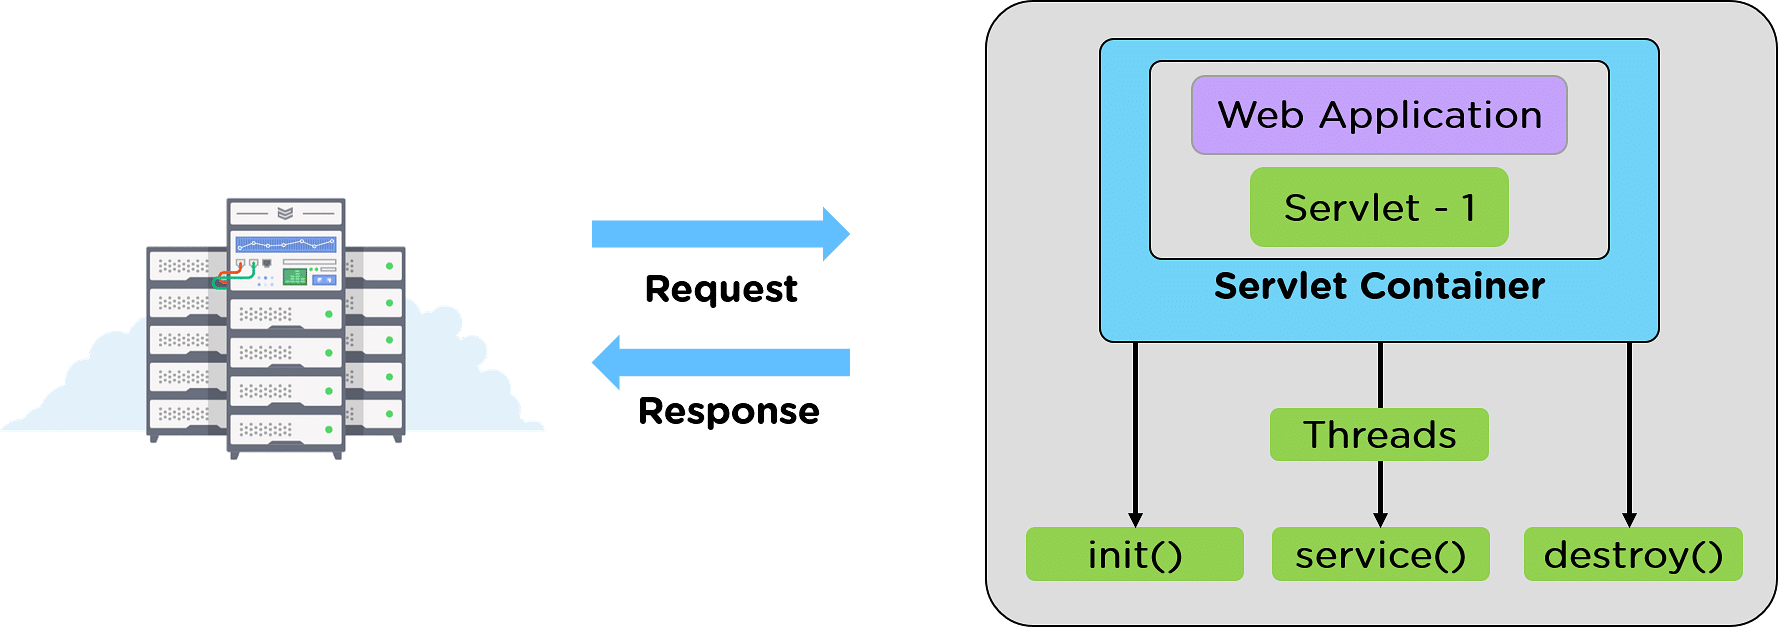 Web Application
Servlet - 1
Servlet Container
Request
Response
Threads
init()
service()
destroy()